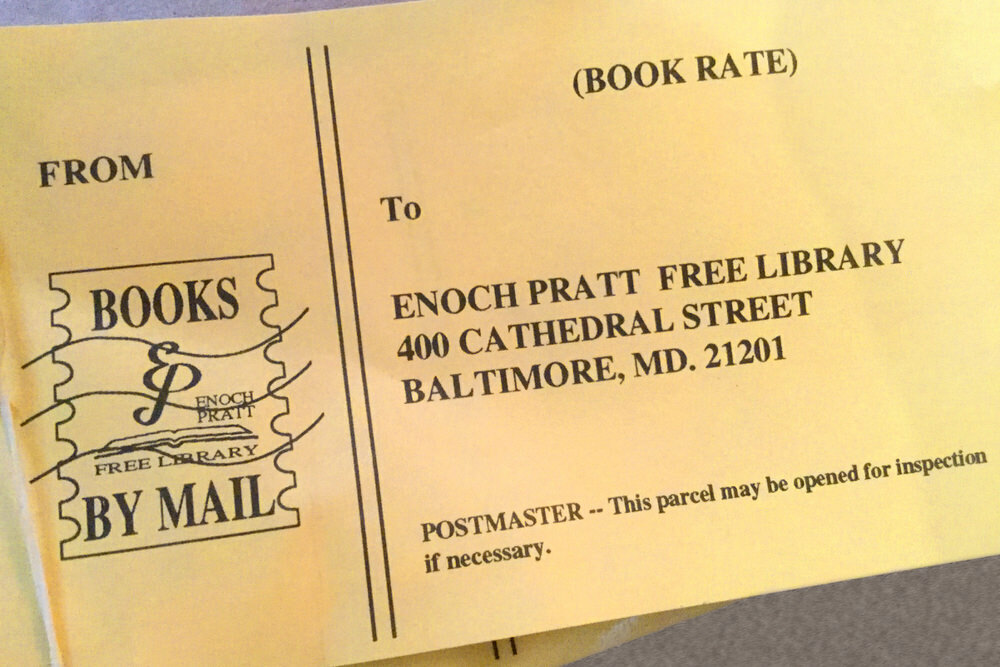 (BOOK RATE)
FROM
BOOKS
EP
ENOCH
PRATT
FREE LIBRARY
BY MAIL
To
ENOCH PRATT FREE LIBRARY
400 CATHEDRAL STREET
BALTIMORE, MD. 21201
POSTMASTER -- This parcel may be opened for inspection
if necessary.